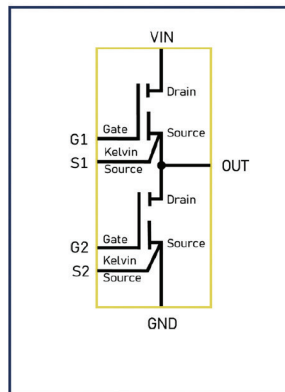 VIN
Drain
Gate
G1
Source
Kelvin
S1
Source
OUT
Drain
Gate
G2
Source
Kelvin
S2
Source
GND